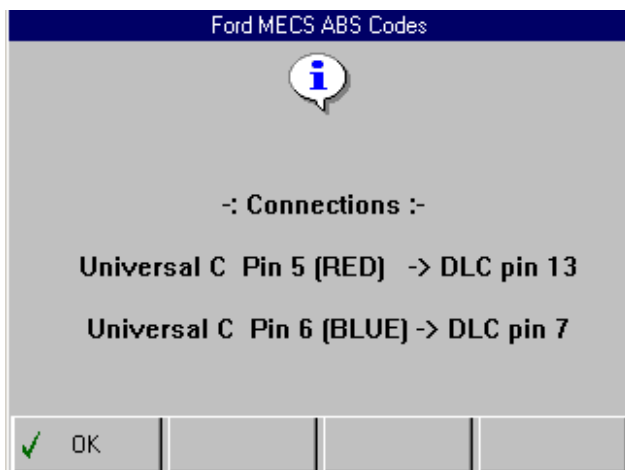 Ford MECS ABS Codes
i
-: Connections :-
Universal C Pin 5 (RED) -> DLC pin 13
Universal C Pin 6 (BLUE) -> DLC pin 7
OK